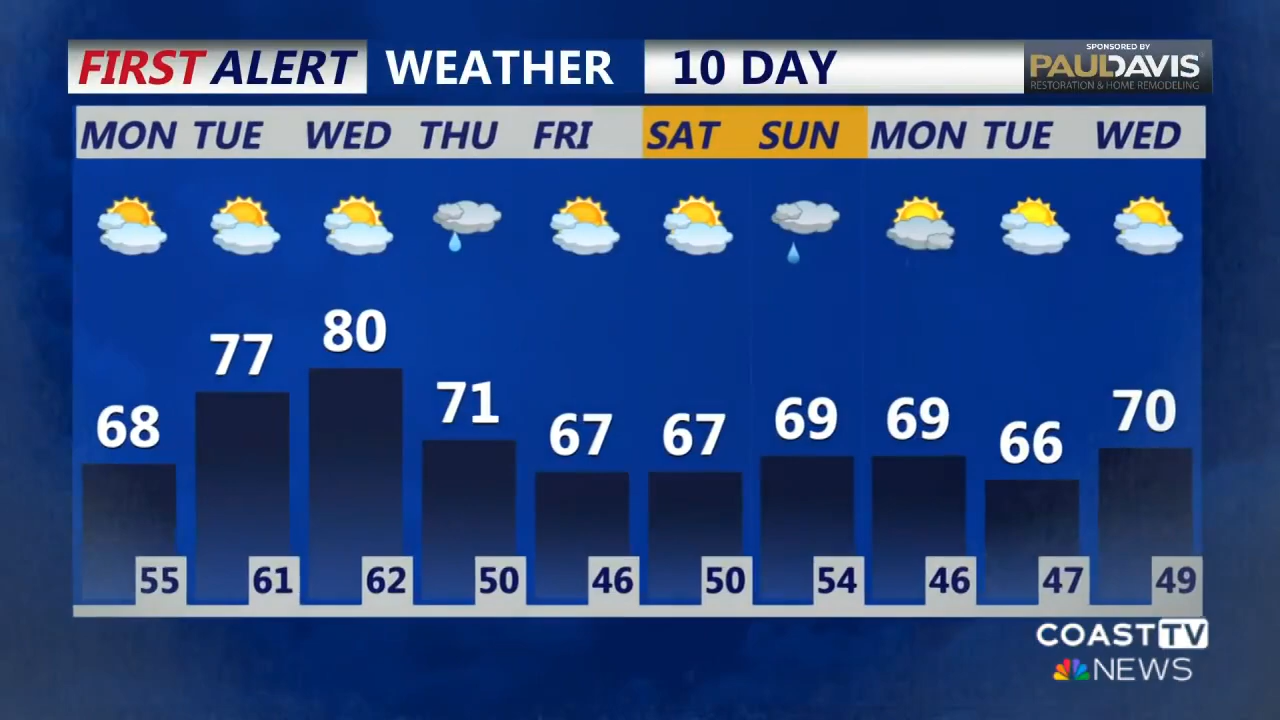 FIRST ALERT WEATHER 10 DAY
SPONSORED BY
PAUL DAVIS
RESTORATION & HOME REMODELING
MON TUE WED THU FRI SAT SUN MON TUE WED
68 77 80 71 67 67 69 69 66 70
55 61 62 50 46 50 54 46 47 49
COAST TV
NEWS